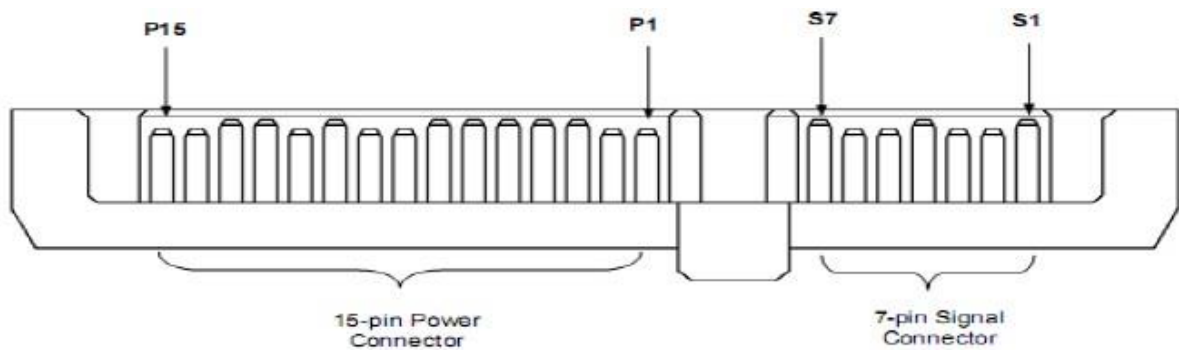 P15
P1
S7
S1
15-pin Power
Connector
7-pin Signal
Connector